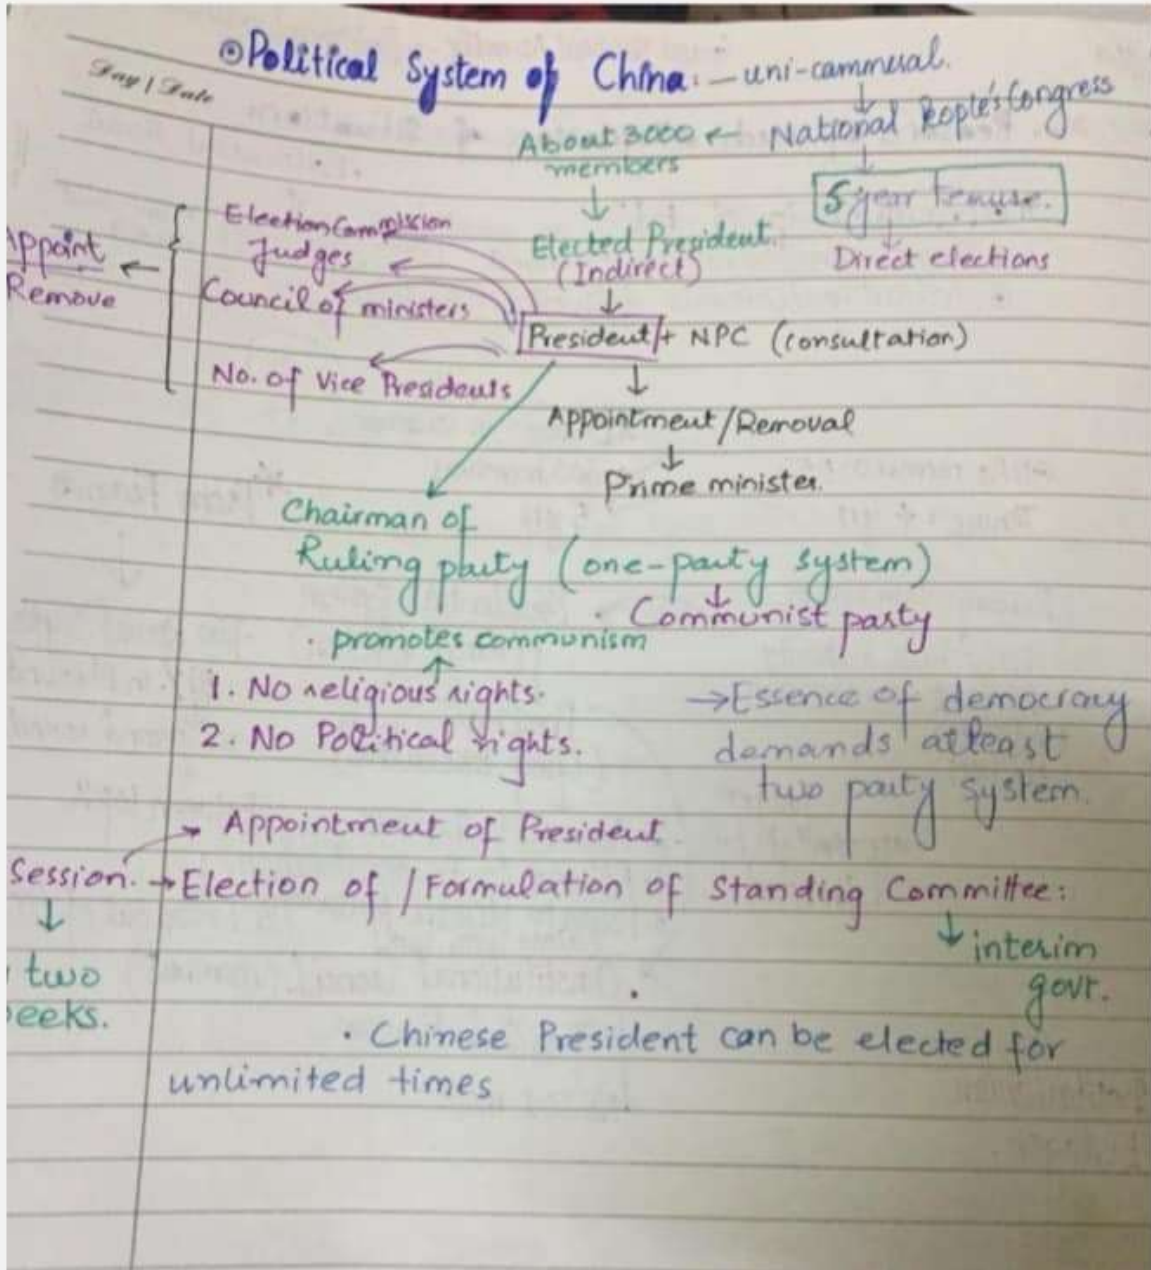 Political System of China: — uni-cammeral.
Day / Date
↓
About 3000 ← National People's Congress
members
↓
5 year tenure.
↓
Elected President.
(Indirect)
Direct elections
Election Commission
Judges
Appoint ←
Remove
Council of ministers
President + NPC (consultation)
No. of Vice Presidents
↓
Appointment/Removal
↓
Prime minister.
Chairman of
Ruling party (one-party system)
↓
Communist party
· promotes communism
↑
1. No religious rights.
2. No Political rights.
→ Essence of democracy
demands atleast
two party system.
→ Appointment of President
Session. → Election of / Formulation of Standing Committee:
↓
↓ interim
govt.
two
eeks.
· Chinese President can be elected for
unlimited times